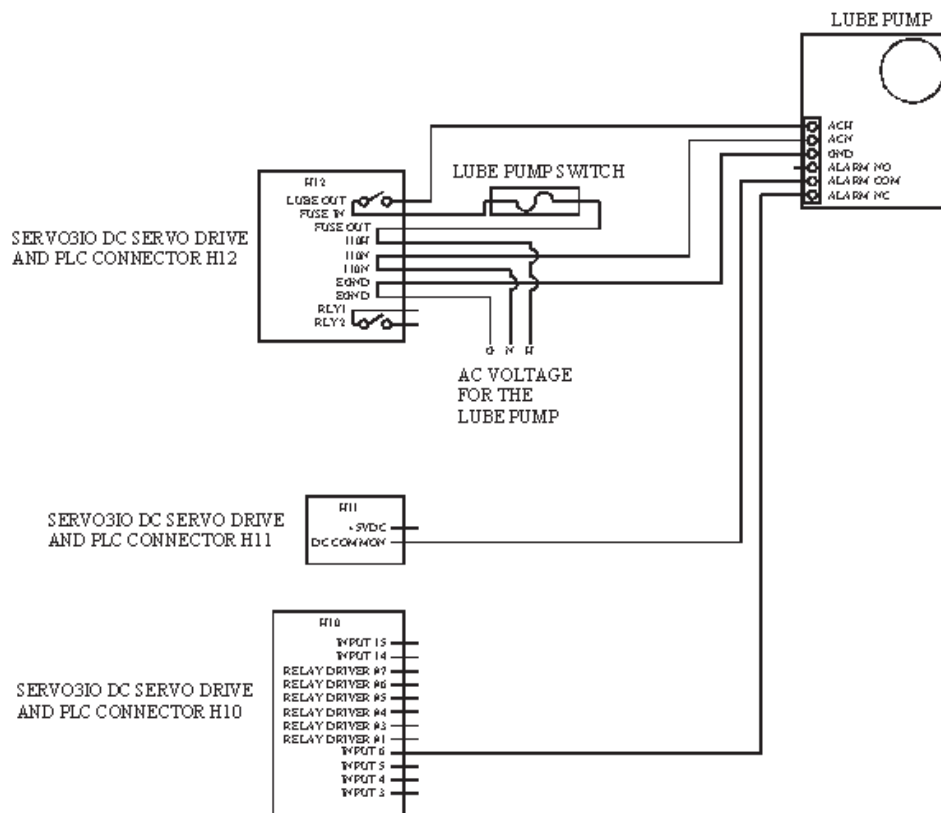 LUBE PUMP
ACH
ACN
GND
ALARM NO
ALARM COM
ALARM NC
LUBE PUMP SWITCH
H12
LUBE OUT
FUSE IN
FUSE OUT
110H
110N
110N
EGND
EGND
RLY1
RLY2
SERVO3IO DC SERVO DRIVE
AND PLC CONNECTOR H12
G N H
AC VOLTAGE
FOR THE
LUBE PUMP
H11
+5VDC
DC COMMON
SERVO3IO DC SERVO DRIVE
AND PLC CONNECTOR H11
H10
INPUT 15
INPUT 14
RELAY DRIVER #7
RELAY DRIVER #6
RELAY DRIVER #5
RELAY DRIVER #4
RELAY DRIVER #3
RELAY DRIVER #1
INPUT 6
INPUT 5
INPUT 4
INPUT 3
SERVO3IO DC SERVO DRIVE
AND PLC CONNECTOR H10